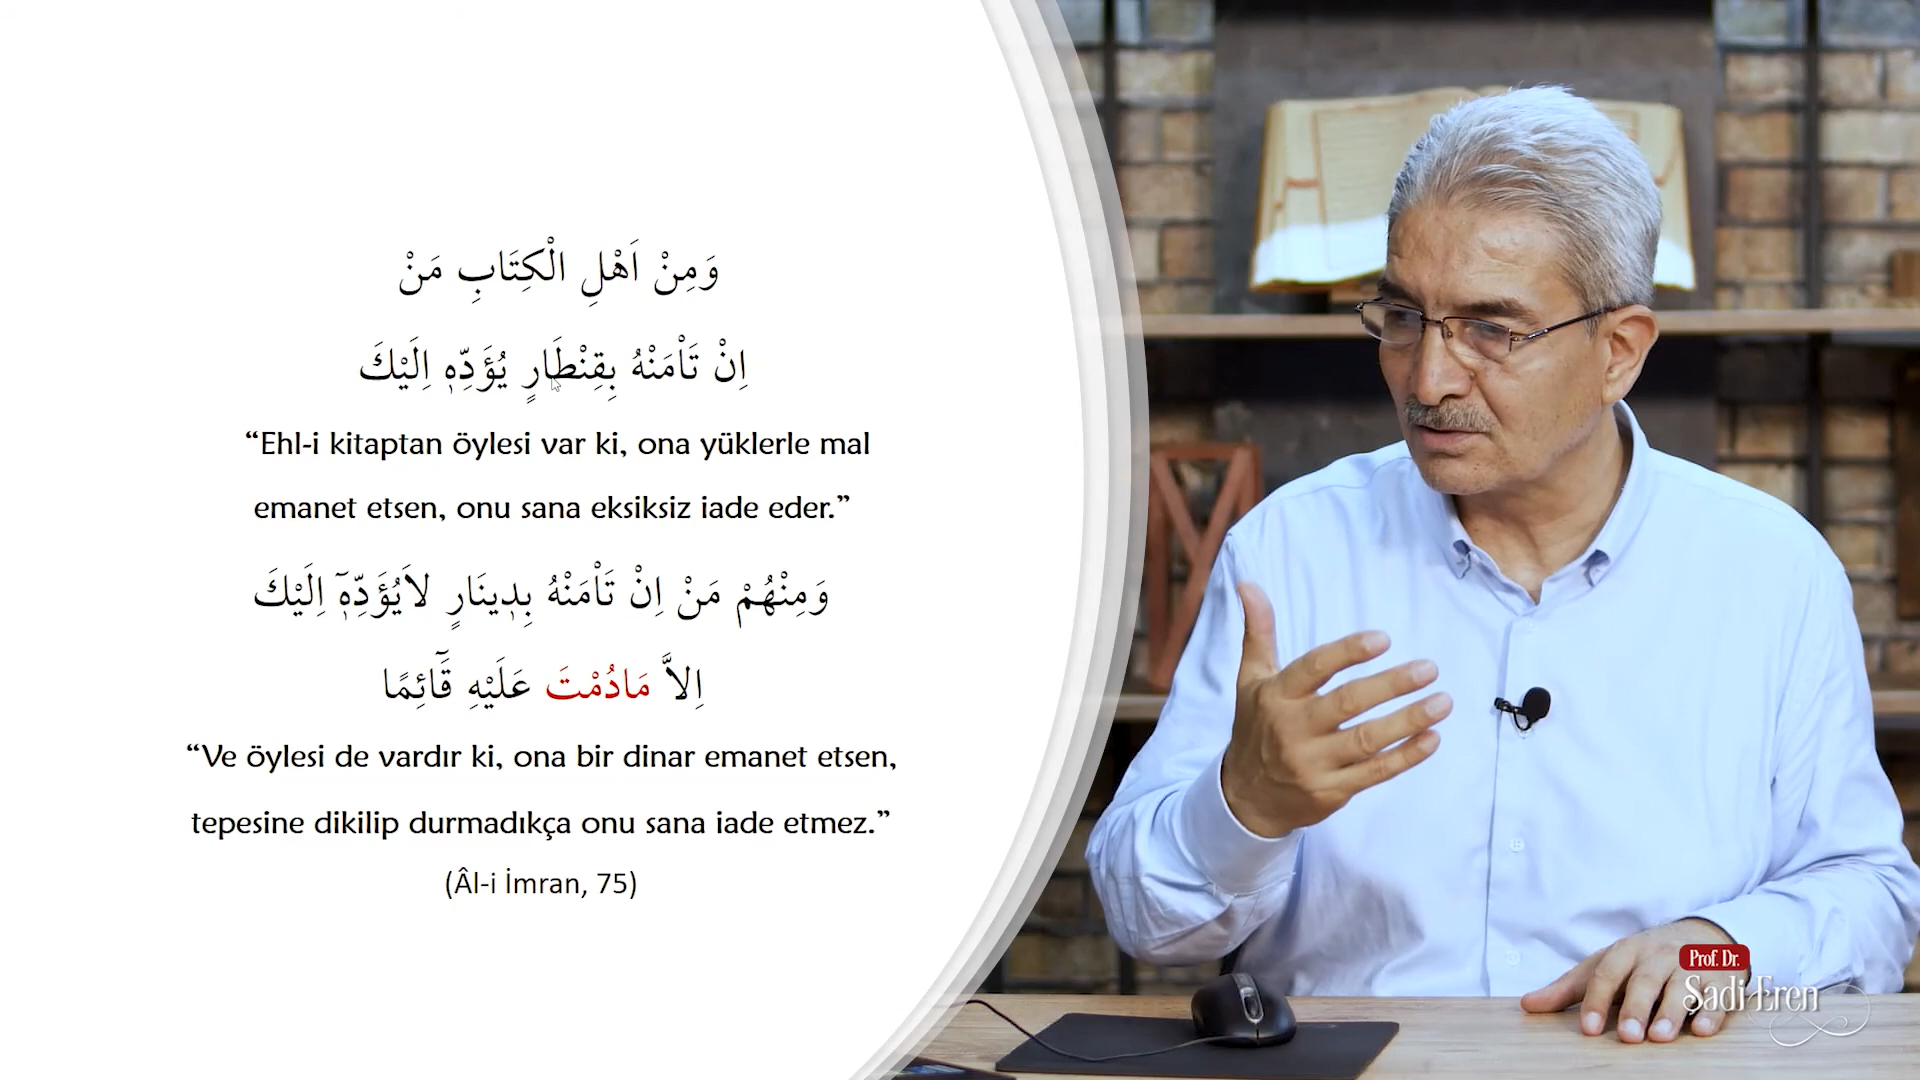 وَمِنْ اَهْلِ الْكِتَابِ مَنْ
اِنْ تَاْمَنْهُ بِقِنْطَارٍ يُؤَدِّه۪ اِلَيْكَ
“Ehl-i kitaptan öylesi var ki, ona yüklerle mal
emanet etsen, onu sana eksiksiz iade eder.”
وَمِنْهُمْ مَنْ اِنْ تَاْمَنْهُ بِد۪ينَارٍ لاَيُؤَدِّه۪ٓ اِلَيْكَ
اِلاَّ مَادُمْتَ عَلَيْهِ قَٓائِمًا
“Ve öylesi de vardır ki, ona bir dinar emanet etsen,
tepesine dikilip durmadıkça onu sana iade etmez.”
(Âl-i İmran, 75)
Prof. Dr.
Şadi Eren